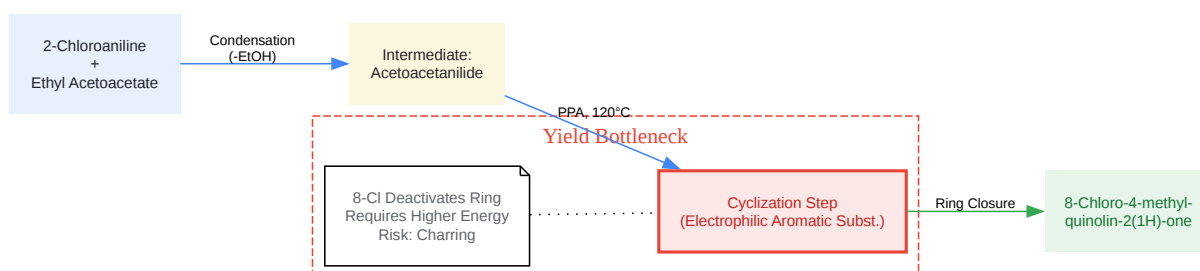 2-Chloroaniline
+
Ethyl Acetoacetate
Condensation
(-EtOH)
Intermediate:
Acetoacetanilide
PPA, 120°C
Yield Bottleneck
8-Cl Deactivates Ring
Requires Higher Energy
Risk: Charring
Cyclization Step
(Electrophilic Aromatic Subst.)
Ring Closure
8-Chloro-4-methyl-
quinolin-2(1H)-one